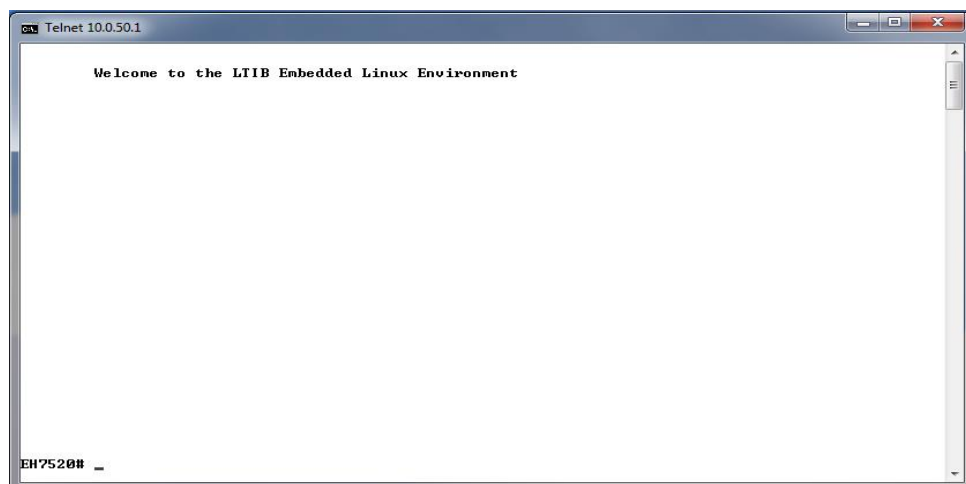 Telnet 10.0.50.1
Welcome to the LTIB Embedded Linux Environment
EH7520# _